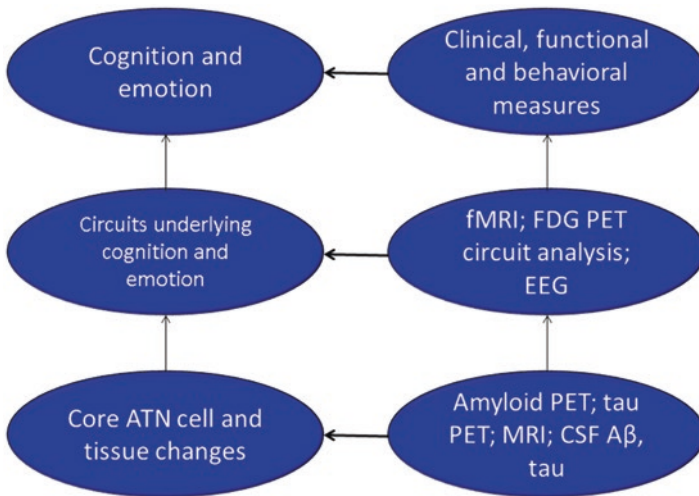 Cognition and
emotion
Clinical, functional
and behavioral
measures
Circuits underlying
cognition and
emotion
fMRI; FDG PET
circuit analysis;
EEG
Core ATN cell and
tissue changes
Amyloid PET; tau
PET; MRI; CSF Aβ,
tau